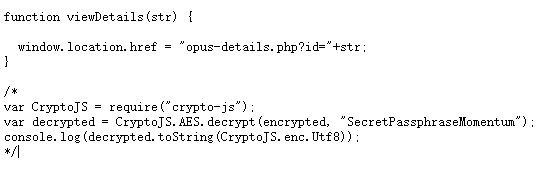 function viewDetails(str) {
window.location.href = "opus-details.php?id="+str;
}
/*
var CryptoJS = require("crypto-js");
var decrypted = CryptoJS.AES.decrypt(encrypted, "SecretPassphraseMomentum");
console.log(decrypted.toString(CryptoJS.enc.Utf8));
*/